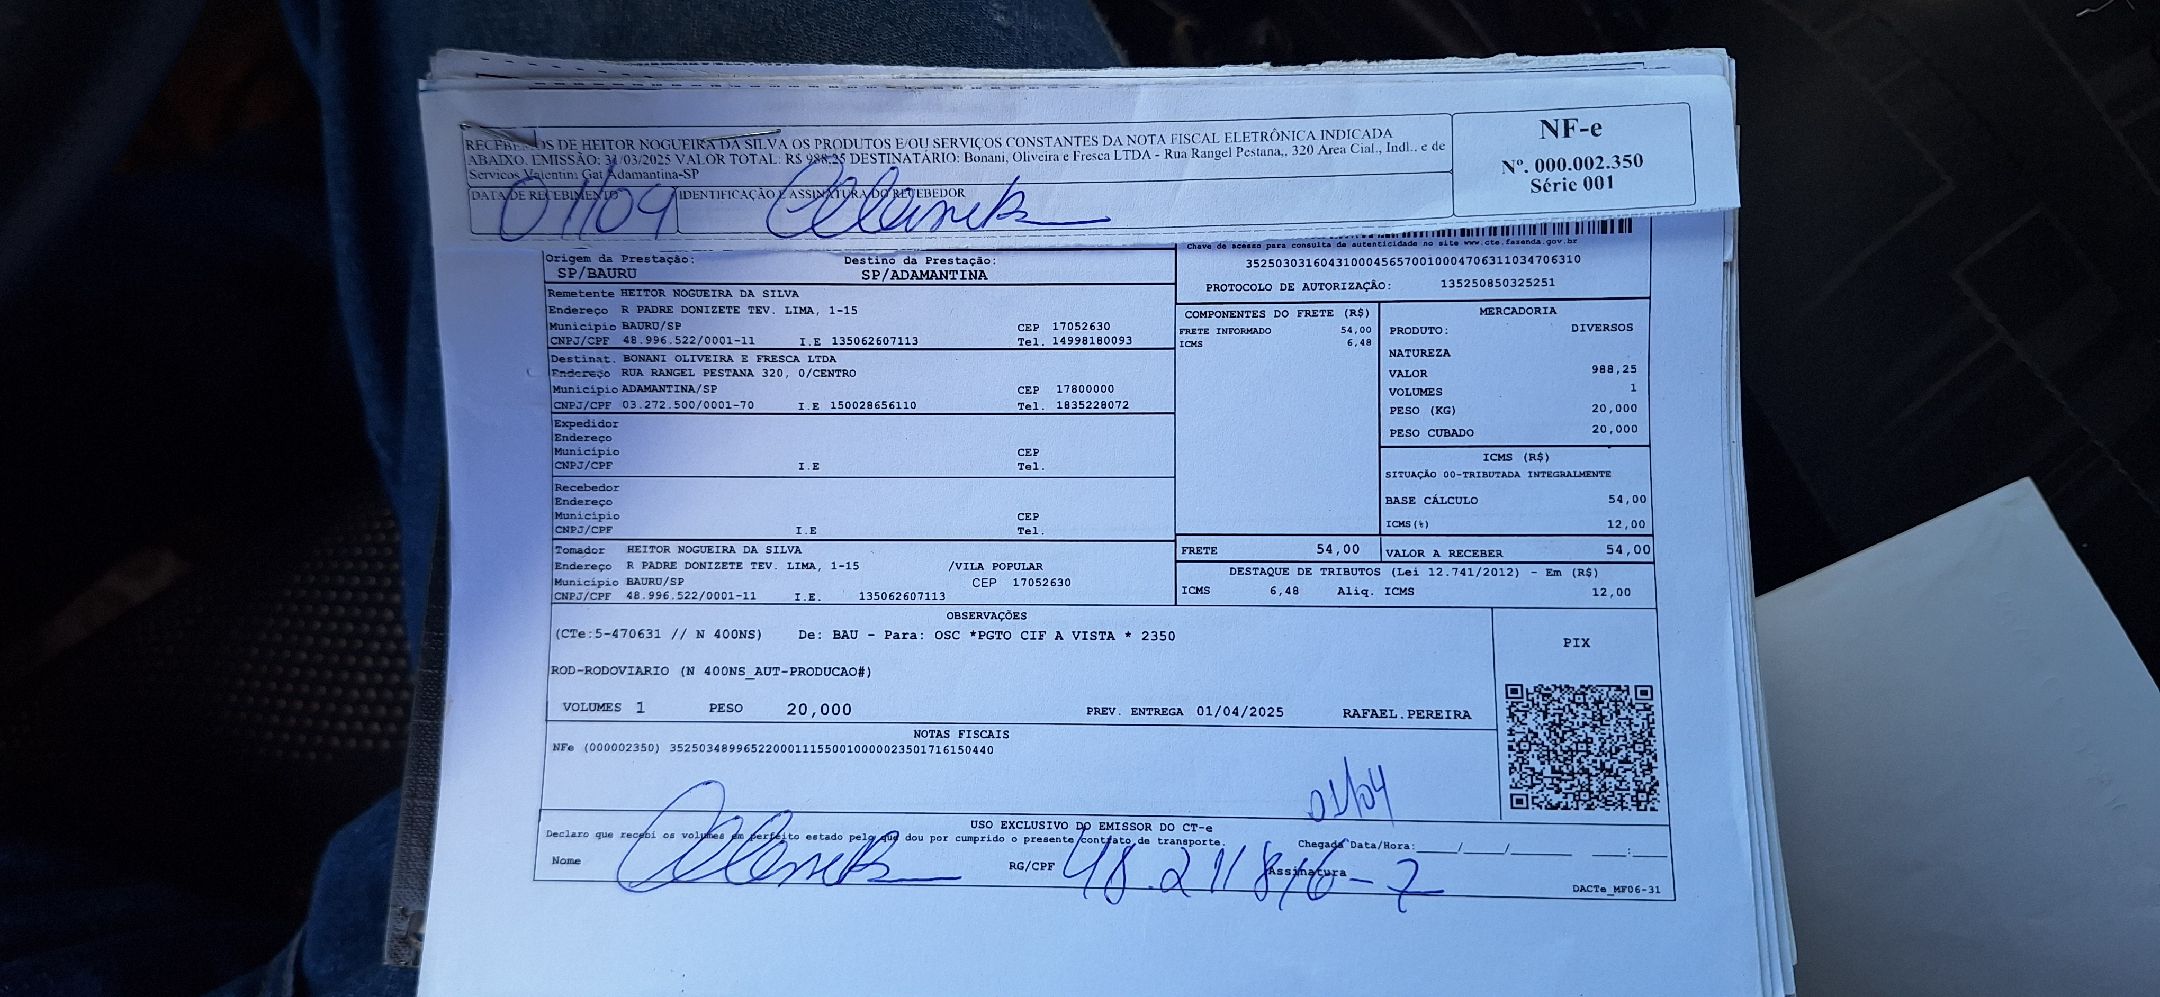 RECEBEMOS DE HEITOR NOGUEIRA DA SILVA OS PRODUTOS E/OU SERVIÇOS CONSTANTES DA NOTA FISCAL ELETRÔNICA INDICADA
ABAIXO. EMISSÃO: 31/03/2025 VALOR TOTAL: R$ 988,25 DESTINATÁRIO: Bonani, Oliveira e Fresca LTDA - Rua Rangel Pestana,, 320 Area Cial., Indl.. e de
Servicos Valentim Gat Adamantina-SP
DATA DE RECEBIMENTO
IDENTIFICAÇÃO E ASSINATURA DO RECEBEDOR
01/04
NF-e
Nº. 000.002.350
Série 001
Chave de acesso para consulta de autenticidade no site www.cte.fazenda.gov.br
35250303160431000456570010004706311034706310
PROTOCOLO DE AUTORIZAÇÃO: 135250850325251
Origem da Prestação: Destino da Prestação:
SP/BAURU SP/ADAMANTINA
Remetente HEITOR NOGUEIRA DA SILVA
Endereço R PADRE DONIZETE TEV. LIMA, 1-15
Município BAURU/SP CEP 17052630
CNPJ/CPF 48.996.522/0001-11 I.E 135062607113 Tel. 14998180093
Destinat. BONANI OLIVEIRA E FRESCA LTDA
Endereço RUA RANGEL PESTANA 320, 0/CENTRO
Município ADAMANTINA/SP CEP 17800000
CNPJ/CPF 03.272.500/0001-70 I.E 150028656110 Tel. 1835228072
Expedidor
Endereço
Município CEP
CNPJ/CPF I.E Tel.
Recebedor
Endereço
Município CEP
CNPJ/CPF I.E Tel.
Tomador HEITOR NOGUEIRA DA SILVA
Endereço R PADRE DONIZETE TEV. LIMA, 1-15 /VILA POPULAR
Município BAURU/SP CEP 17052630
CNPJ/CPF 48.996.522/0001-11 I.E. 135062607113
COMPONENTES DO FRETE (R$)
FRETE INFORMADO 54,00
ICMS 6,48
MERCADORIA
PRODUTO: DIVERSOS
NATUREZA
VALOR 988,25
VOLUMES 1
PESO (KG) 20,000
PESO CUBADO 20,000
ICMS (R$)
SITUAÇÃO 00-TRIBUTADA INTEGRALMENTE
BASE CÁLCULO 54,00
ICMS(%) 12,00
FRETE 54,00 VALOR A RECEBER 54,00
DESTAQUE DE TRIBUTOS (Lei 12.741/2012) - Em (R$)
ICMS 6,48 Aliq. ICMS 12,00
OBSERVAÇÕES
(CTe:5-470631 // N 400NS) De: BAU - Para: OSC *PGTO CIF A VISTA * 2350
ROD-RODOVIARIO (N 400NS_AUT-PRODUCAO#)
VOLUMES 1 PESO 20,000 PREV. ENTREGA 01/04/2025 RAFAEL.PEREIRA
PIX
NOTAS FISCAIS
NFe (000002350) 35250348996522000111550010000023501716150440
01/04
USO EXCLUSIVO DO EMISSOR DO CT-e
Declaro que recebi os volumes em perfeito estado pelo que dou por cumprido o presente contrato de transporte.
Chegada Data/Hora:____/____/_______ ____:____
Nome RG/CPF 48.211816-7 Assinatura
DACTe_MF06-31